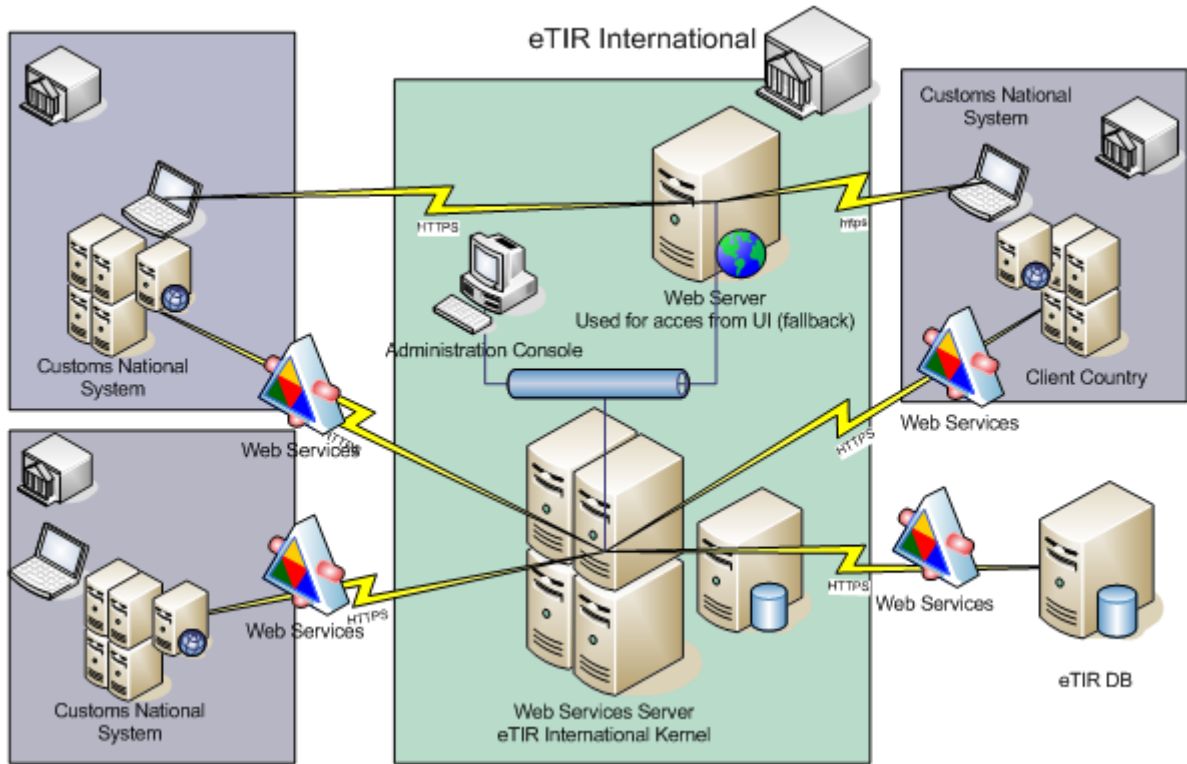 eTIR International
Customs National
System
HTTPS
https
Web Server
Used for acces from UI (fallback)
Administration Console
Customs National
System
Client Country
HTTPS
Web Services
HTTPS
Web Services
HTTPS
Web Services
HTTPS
Web Services
eTIR DB
Customs National
System
Web Services Server
eTIR International Kernel